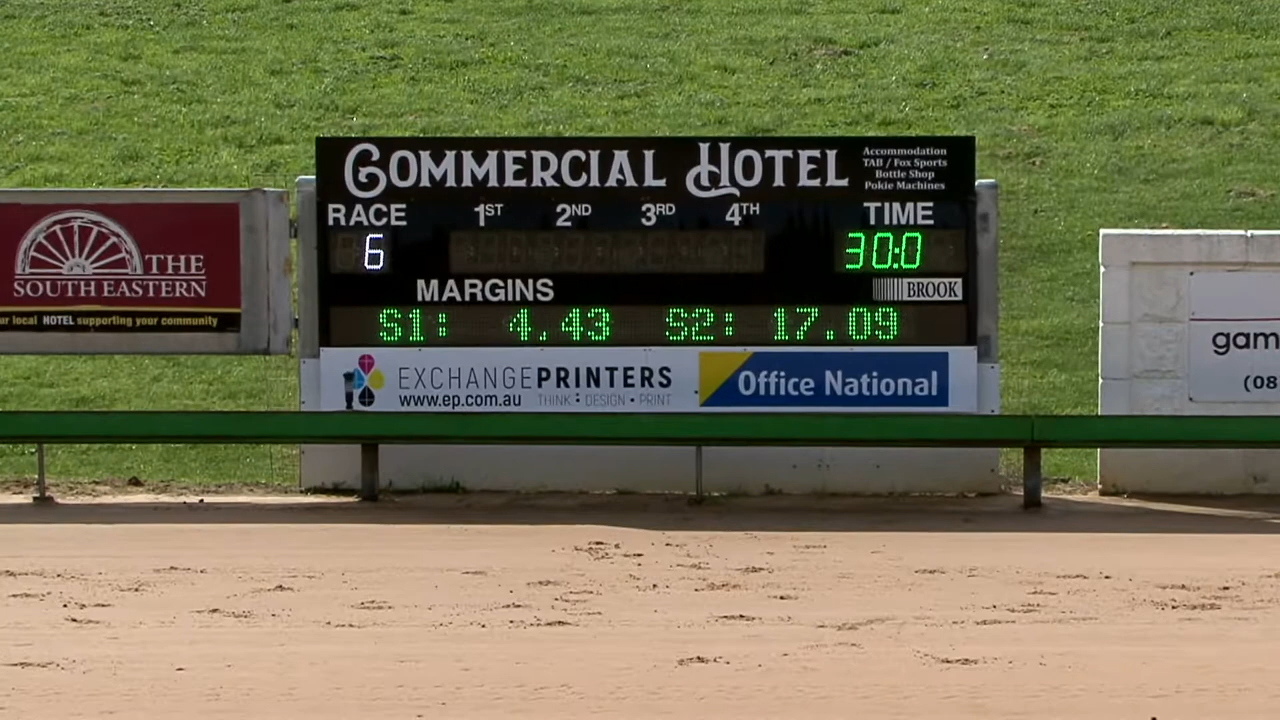 COMMERCIAL HOTEL
Accommodation
TAB / Fox Sports
Bottle Shop
Pokie Machines
RACE 1ST 2ND 3RD 4TH TIME
6 30:0
MARGINS
BROOK
S1: 4.43 S2: 17.09
EXCHANGEPRINTERS
www.ep.com.au THINK : DESIGN • PRINT
Office National
THE
SOUTH EASTERN
ur local HOTEL supporting your community
gam
(08